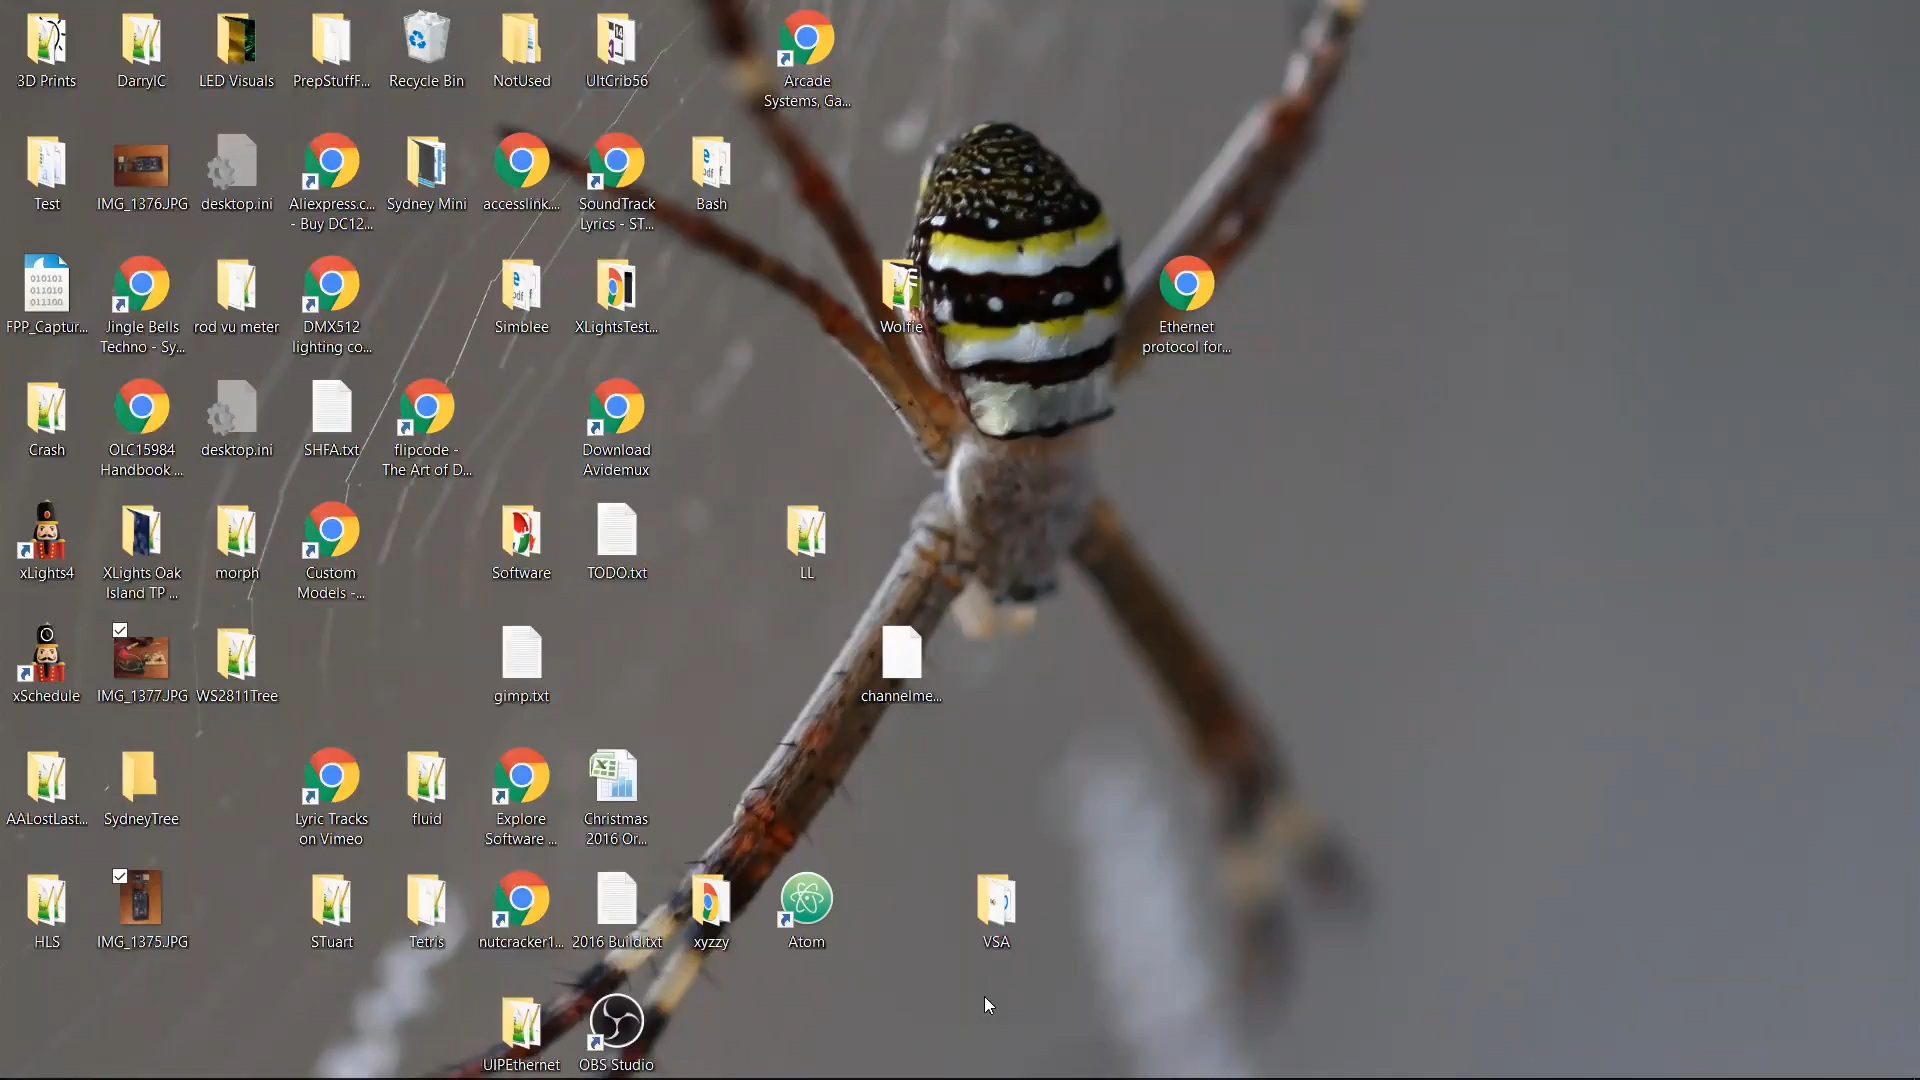 3D Prints
DarrylC
LED Visuals
PrepStuffF...
Recycle Bin
NotUsed
UltCrib56
Arcade
Systems, Ga...
Test
IMG_1376.JPG
desktop.ini
Aliexpress.c...
- Buy DC12...
Sydney Mini
accesslink....
SoundTrack
Lyrics - ST...
Bash
FPP_Captur...
Jingle Bells
Techno - Sy...
rod vu meter
DMX512
lighting co...
Simblee
XLightsTest...
Wolfie
Ethernet
protocol for...
Crash
OLC15984
Handbook ...
desktop.ini
SHFA.txt
flipcode -
The Art of D...
Download
Avidemux
xLights4
XLights Oak
Island TP ...
morph
Custom
Models -...
Software
TODO.txt
LL
xSchedule
IMG_1377.JPG
WS2811Tree
gimp.txt
channelme...
AALostLast...
SydneyTree
Lyric Tracks
on Vimeo
fluid
Explore
Software ...
Christmas
2016 Or...
HLS
IMG_1375.JPG
STuart
Tetris
nutcracker1...
2016 Build.txt
xyzzy
Atom
VSA
UIPEthernet
OBS Studio